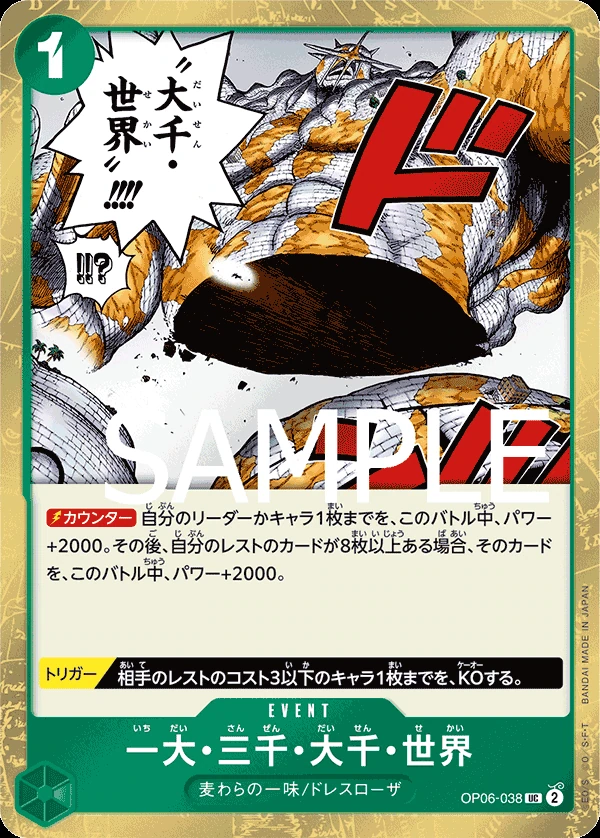 1
“大千・
世界”!!!!
!!?
ド
ドド
SAMPLE
カウンター 自分のリーダーかキャラ1枚までを、このバトル中、パワー
+2000。その後、自分のレストのカードが8枚以上ある場合、そのカード
を、このバトル中、パワー+2000。
トリガー 相手のレストのコスト3以下のキャラ1枚までを、KOする。
EVENT
一大・三千・大千・世界
麦わらの一味/ドレスローザ
OP06-038 UC 2
©E.O./S. ©O. S・F・T BANDAI MADE IN JAPAN